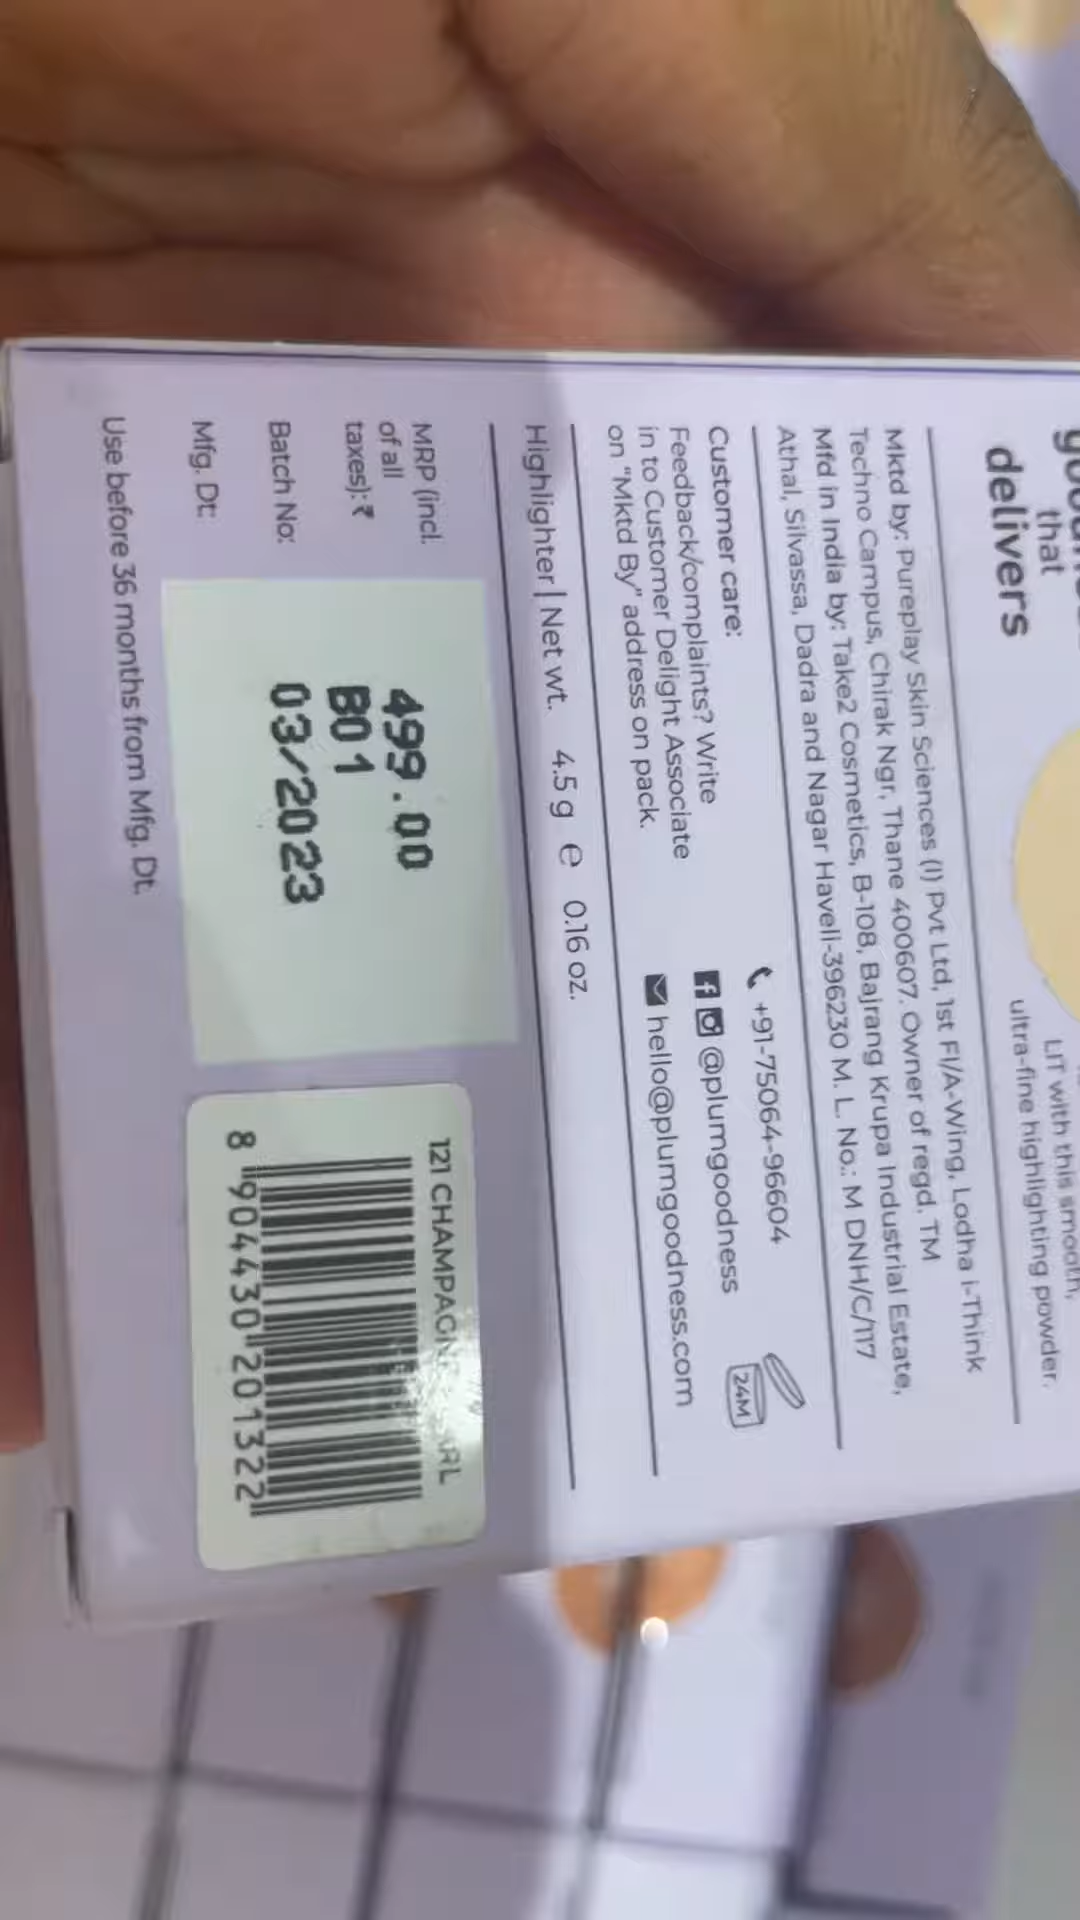 that
delivers
LIT with this smooth,
ultra-fine highlighting powder.
Mktd by: Pureplay Skin Sciences (I) Pvt Ltd, 1st Fl/A-Wing, Lodha i-Think
Techno Campus, Chirak Ngr, Thane 400607. Owner of regd. TM
Mfd in India by: Take2 Cosmetics, B-108, Bajrang Krupa Industrial Estate,
Athal, Silvassa, Dadra and Nagar Haveli-396230 M. L. No.: M DNH/C/117
Customer care:
Feedback/complaints? Write
in to Customer Delight Associate
on "Mktd By" address on pack.
+91-75064-96604
@plumgoodness
hello@plumgoodness.com
24M
Highlighter | Net wt. 4.5 g e 0.16 oz.
MRP (incl.
of all
taxes): ₹
499.00
Batch No:
B01
Mfg. Dt:
03/2023
Use before 36 months from Mfg. Dt.
121 CHAMPAGNE
8 904430 201322